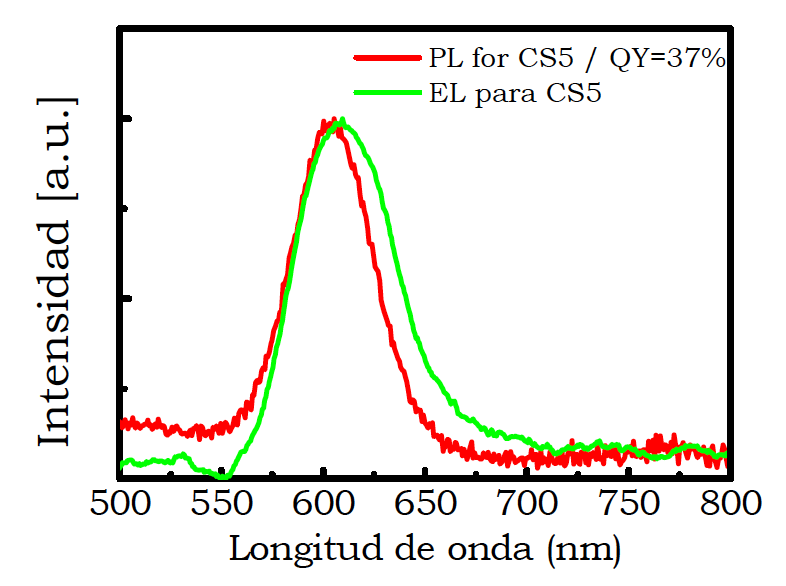 PL for CS5 / QY=37%
EL para CS5
Intensidad [a.u.]
500 550 600 650 700 750 800
Longitud de onda (nm)